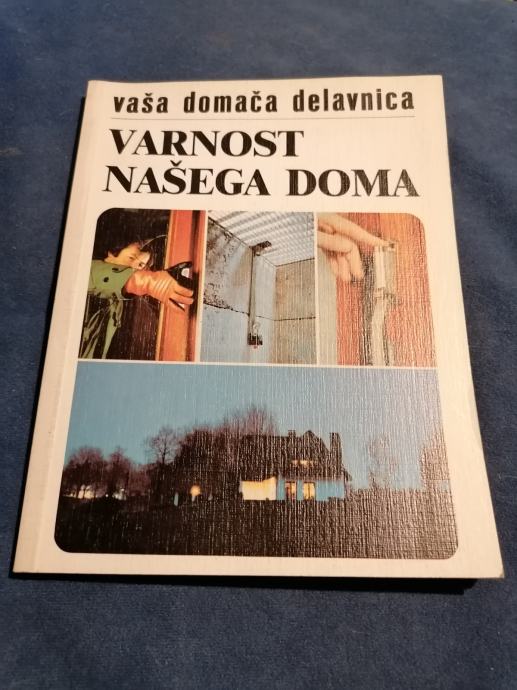 vaša domača delavnica
VARNOST
NAŠEGA DOMA